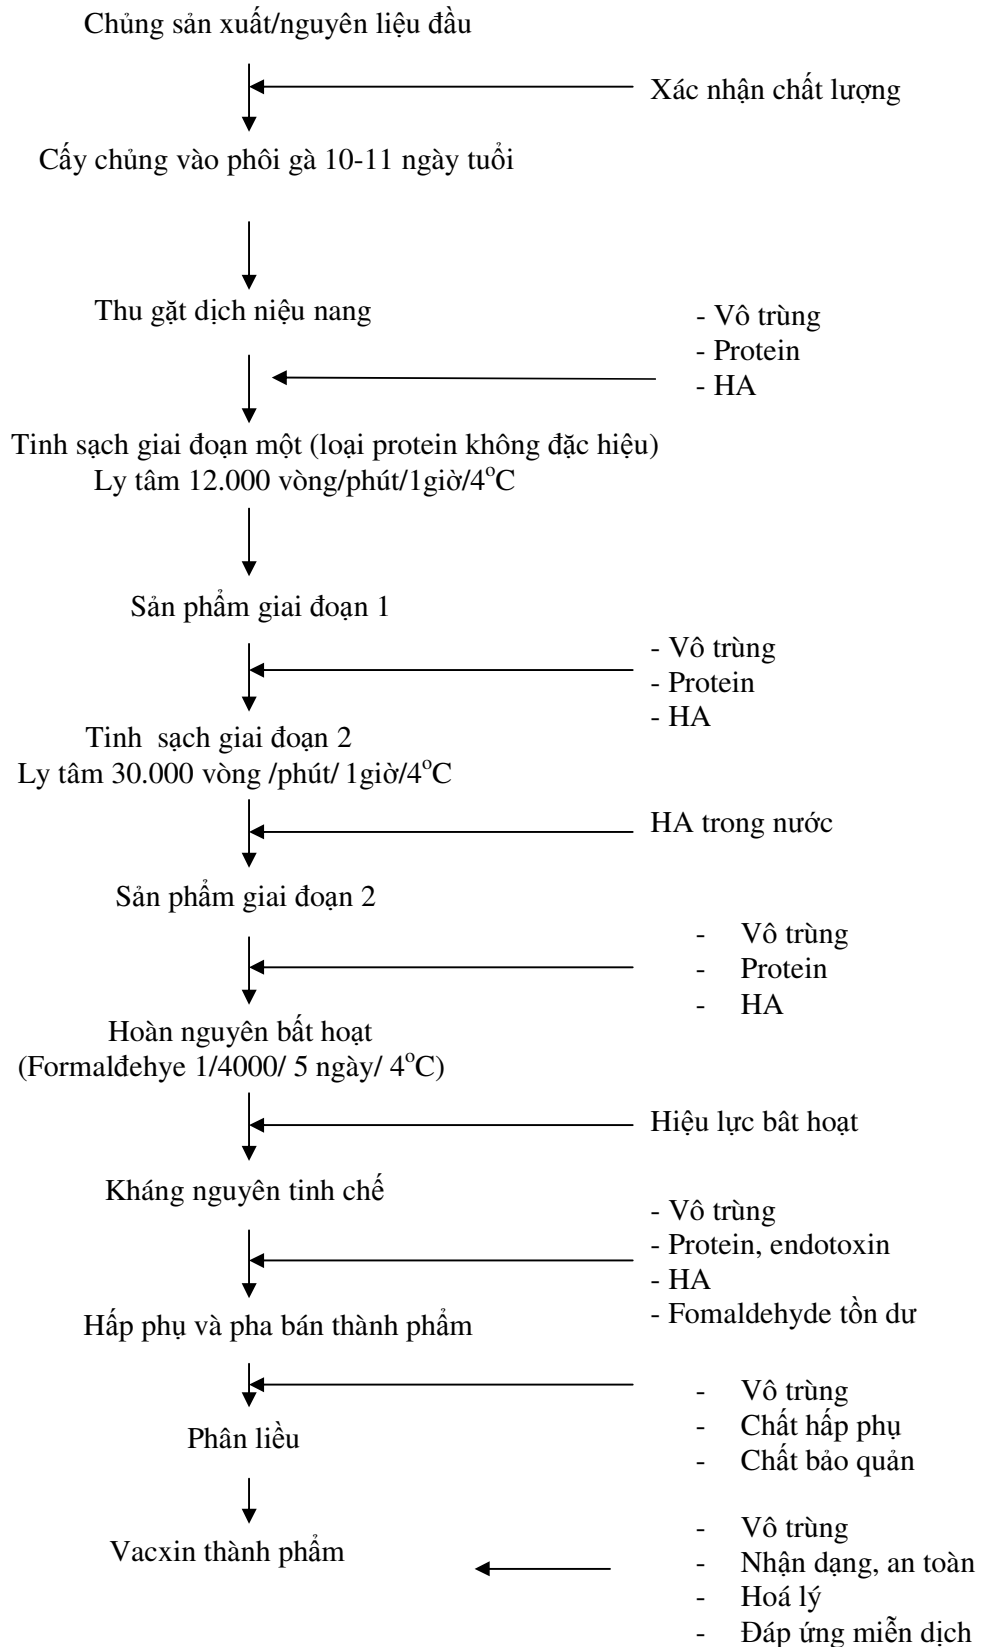 Chủng sản xuất/nguyên liệu đầu
Xác nhận chất lượng
Cấy chủng vào phôi gà 10-11 ngày tuổi
Thu gặt dịch niệu nang
- Vô trùng
- Protein
- HA
Tinh sạch giai đoạn một (loại protein không đặc hiệu)
Ly tâm 12.000 vòng/phút/1giờ/4°C
Sản phẩm giai đoạn 1
- Vô trùng
- Protein
- HA
Tinh sạch giai đoạn 2
Ly tâm 30.000 vòng /phút/ 1giờ/4°C
HA trong nước
Sản phẩm giai đoạn 2
- Vô trùng
- Protein
- HA
Hoàn nguyên bất hoạt
(Formalđehye 1/4000/ 5 ngày/ 4°C)
Hiệu lực bât hoạt
Kháng nguyên tinh chế
- Vô trùng
- Protein, endotoxin
- HA
- Fomaldehyde tồn dư
Hấp phụ và pha bán thành phẩm
- Vô trùng
- Chất hấp phụ
- Chất bảo quản
Phân liều
Vacxin thành phẩm
- Vô trùng
- Nhận dạng, an toàn
- Hoá lý
- Đáp ứng miễn dịch